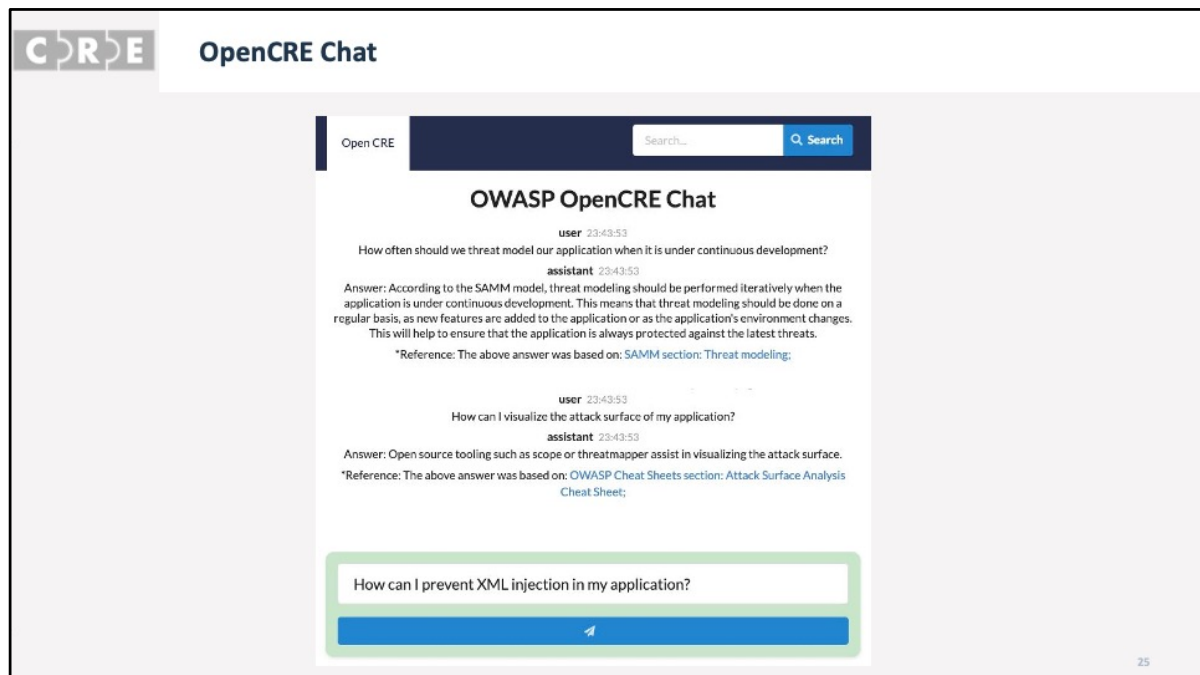 CRE
OpenCRE Chat
Open CRE
Search...
Search
OWASP OpenCRE Chat
user 23:43:53
How often should we threat model our application when it is under continuous development?
assistant 23:43:53
Answer: According to the SAMM model, threat modeling should be performed iteratively when the
application is under continuous development. This means that threat modeling should be done on a
regular basis, as new features are added to the application or as the application's environment changes.
This will help to ensure that the application is always protected against the latest threats.
*Reference: The above answer was based on: SAMM section: Threat modeling;
user 23:43:53
How can I visualize the attack surface of my application?
assistant 23:43:53
Answer: Open source tooling such as scope or threatmapper assist in visualizing the attack surface.
*Reference: The above answer was based on: OWASP Cheat Sheets section: Attack Surface Analysis
Cheat Sheet;
How can I prevent XML injection in my application?
25